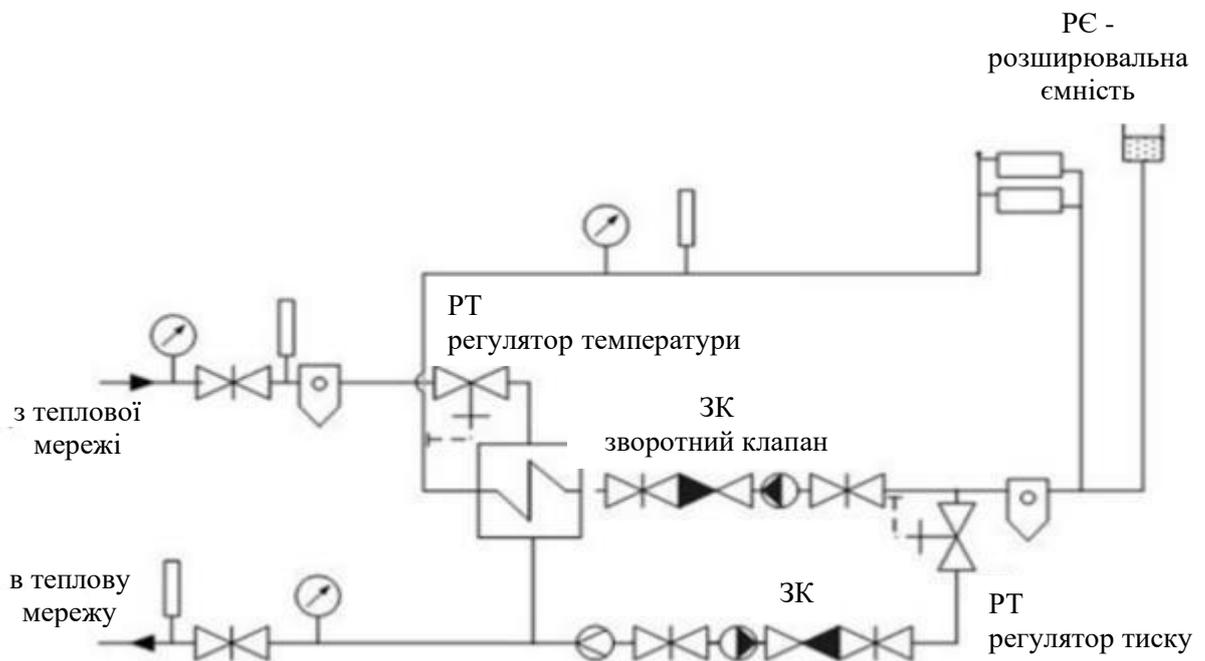 РЄ -
розширювальна
ємність
РТ
регулятор температури
ЗК
зворотний клапан
з теплової
мережі
в теплову
мережу
ЗК
РТ
регулятор тиску